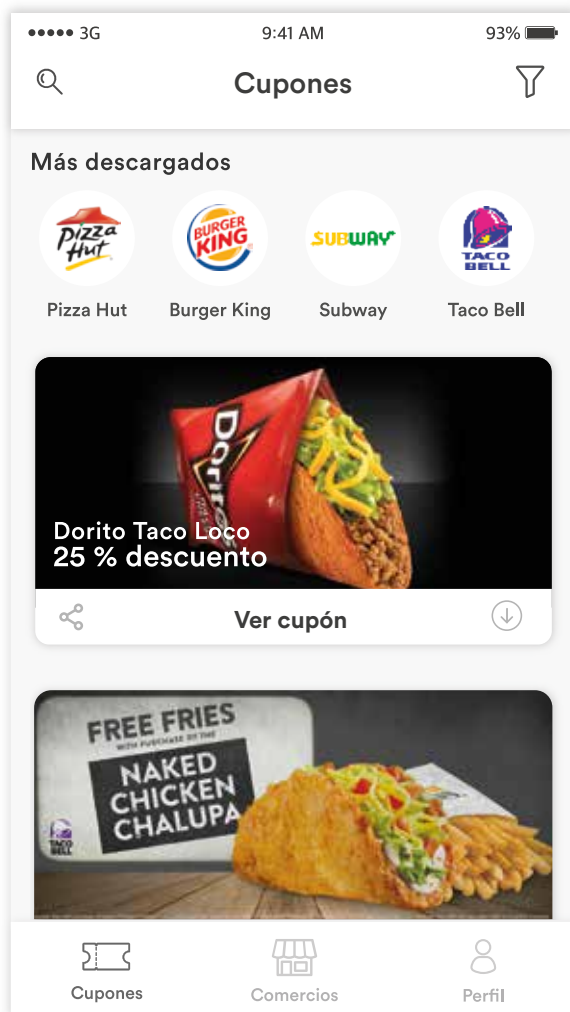 3G 9:41 AM 93%
Cupones
Más descargados
Pizza Hut
BURGER KING
SUBWAY
TACO BELL
Pizza Hut Burger King Subway Taco Bell
Doritos
Dorito Taco Loco
25 % descuento
Ver cupón
FREE FRIES
WITH PURCHASE OF THE
NAKED
CHICKEN
CHALUPA
TACO
BELL
Cupones Comercios Perfil